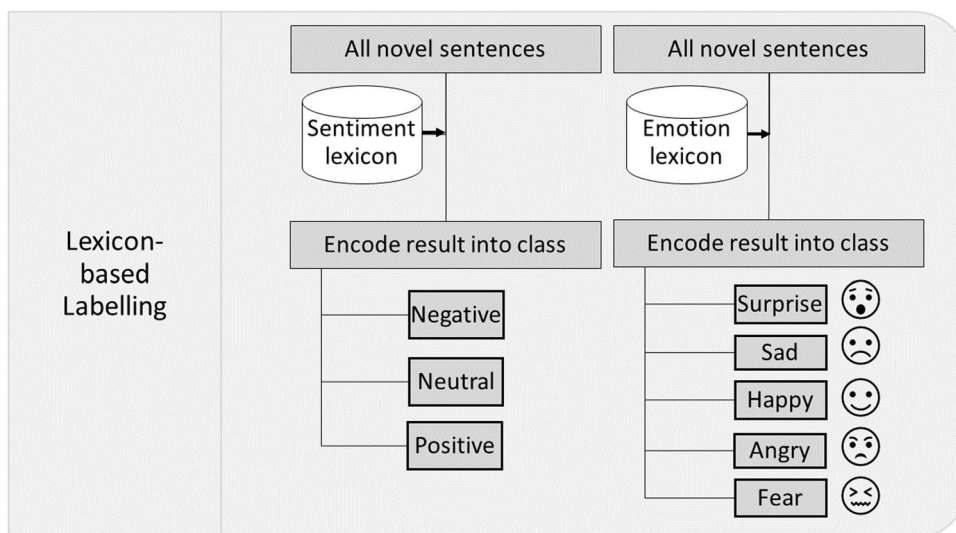 Lexicon-
based
Labelling
All novel sentences
Sentiment
lexicon
Encode result into class
Negative
Neutral
Positive
All novel sentences
Emotion
lexicon
Encode result into class
Surprise
Sad
Happy
Angry
Fear